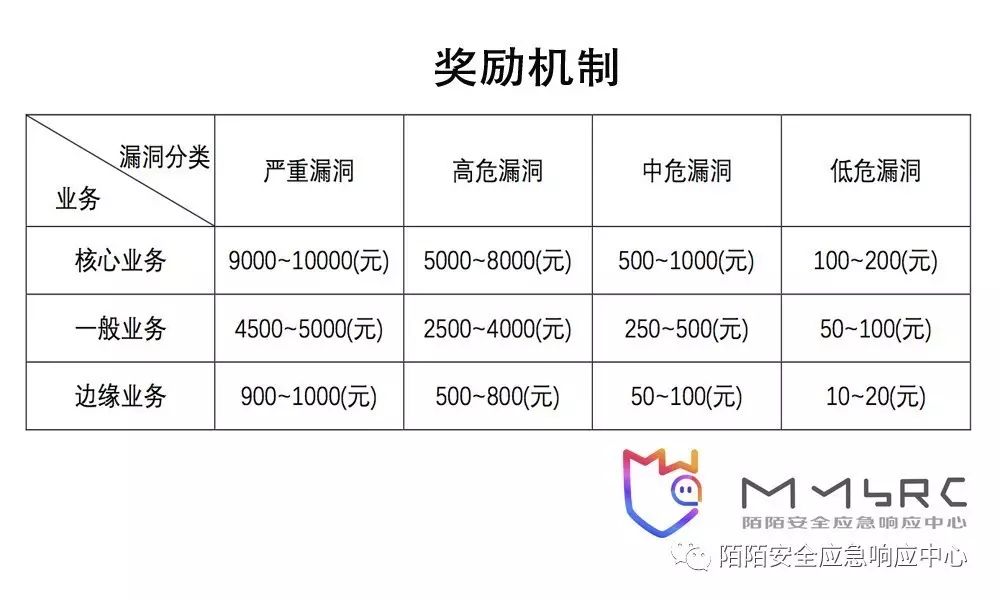 奖励机制
漏洞分类
业务
严重漏洞 高危漏洞 中危漏洞 低危漏洞
核心业务 9000~10000(元) 5000~8000(元) 500~1000(元) 100~200(元)
一般业务 4500~5000(元) 2500~4000(元) 250~500(元) 50~100(元)
边缘业务 900~1000(元) 500~800(元) 50~100(元) 10~20(元)
MMSRC
陌陌安全应急响应中心
陌陌安全应急响应中心